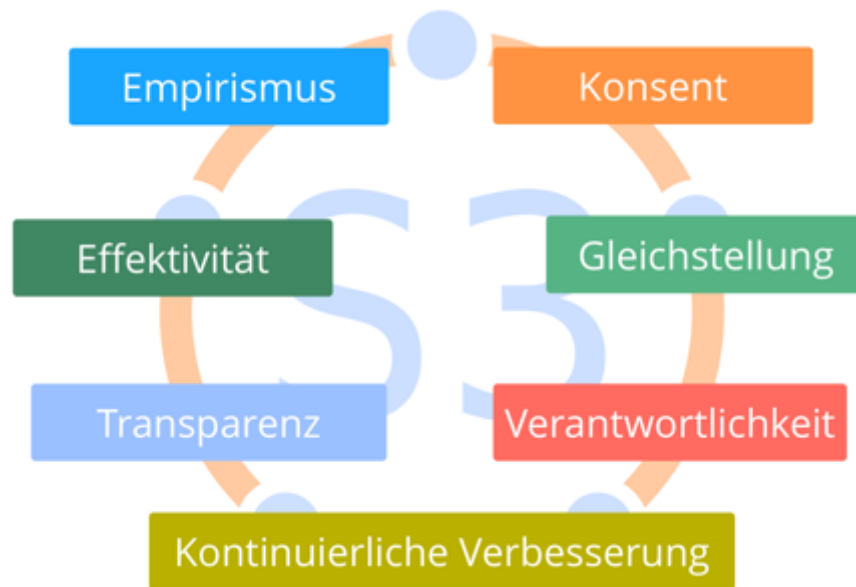 Empirismus
Konsent
S3
Effektivität
Gleichstellung
Transparenz
Verantwortlichkeit
Kontinuierliche Verbesserung